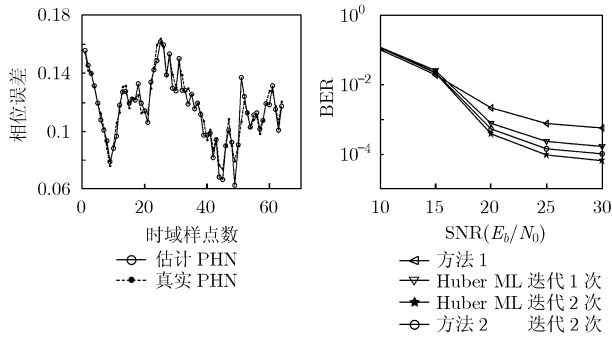 0.18
0.14
0.1
0.06
相位误差
0 20 40 60
时域样点数
估计 PHN
真实 PHN
10^0
10^-2
10^-4
BER
10 15 20 25 30
SNR(E_b/N_0)
方法 1
Huber ML 迭代 1 次
Huber ML 迭代 2 次
方法 2 迭代 2 次